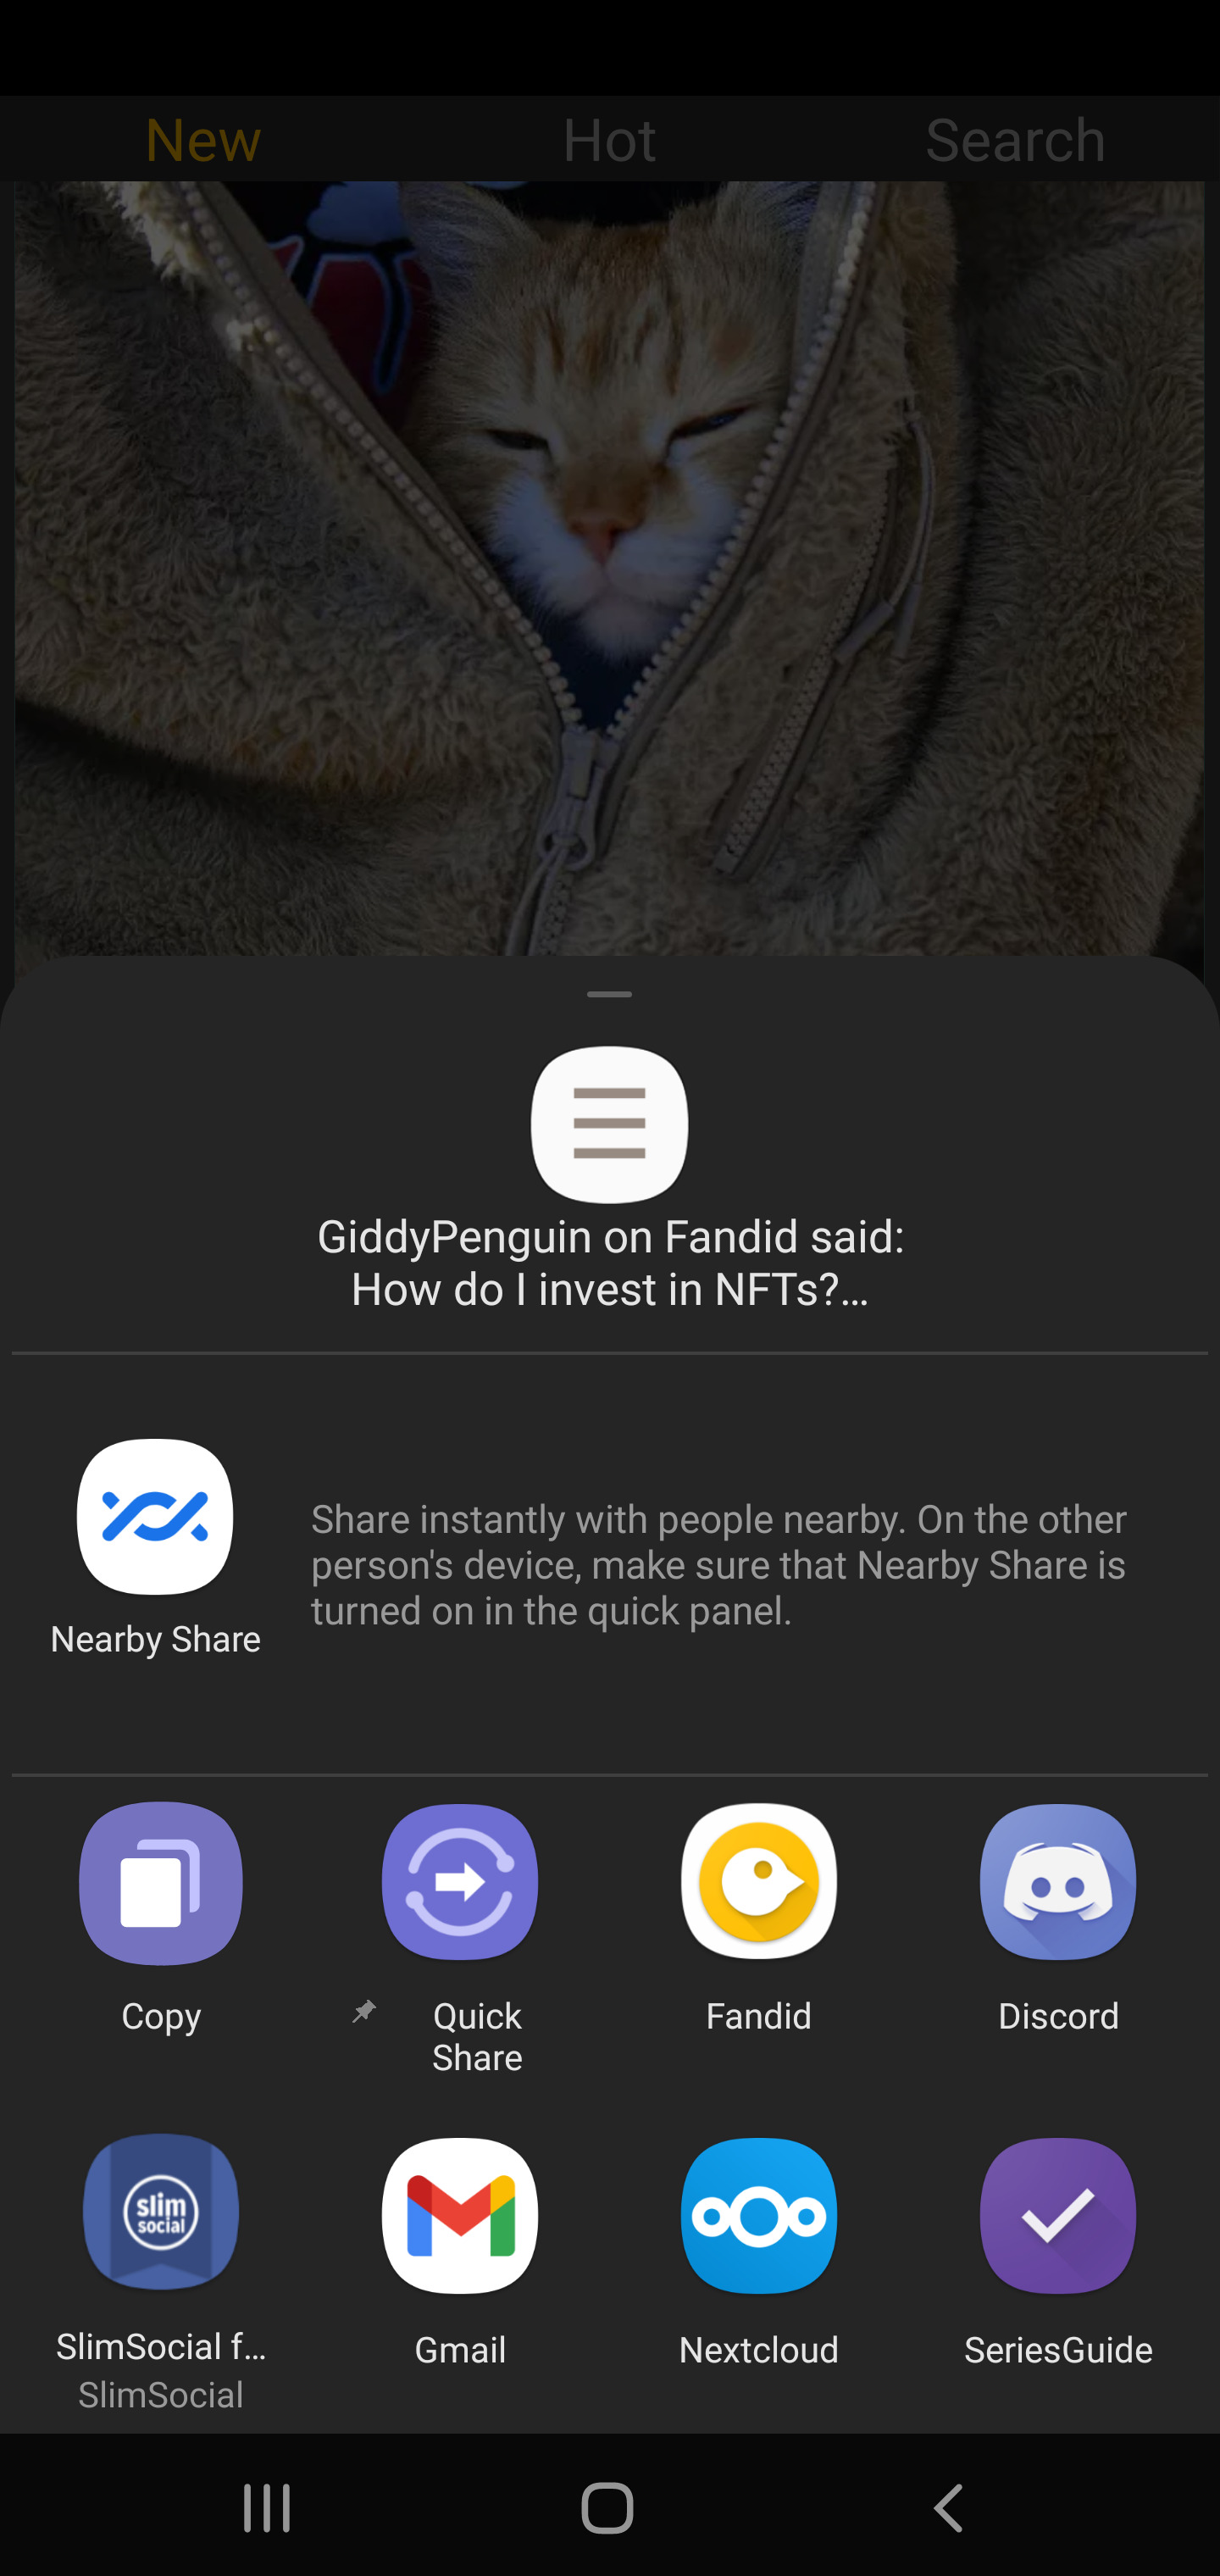 New
Hot
Search
GiddyPenguin on Fandid said:
How do I invest in NFTs?...
Nearby Share
Share instantly with people nearby. On the other
person's device, make sure that Nearby Share is
turned on in the quick panel.
Copy
Quick
Share
Fandid
Discord
slim
social
SlimSocial f...
SlimSocial
Gmail
Nextcloud
SeriesGuide